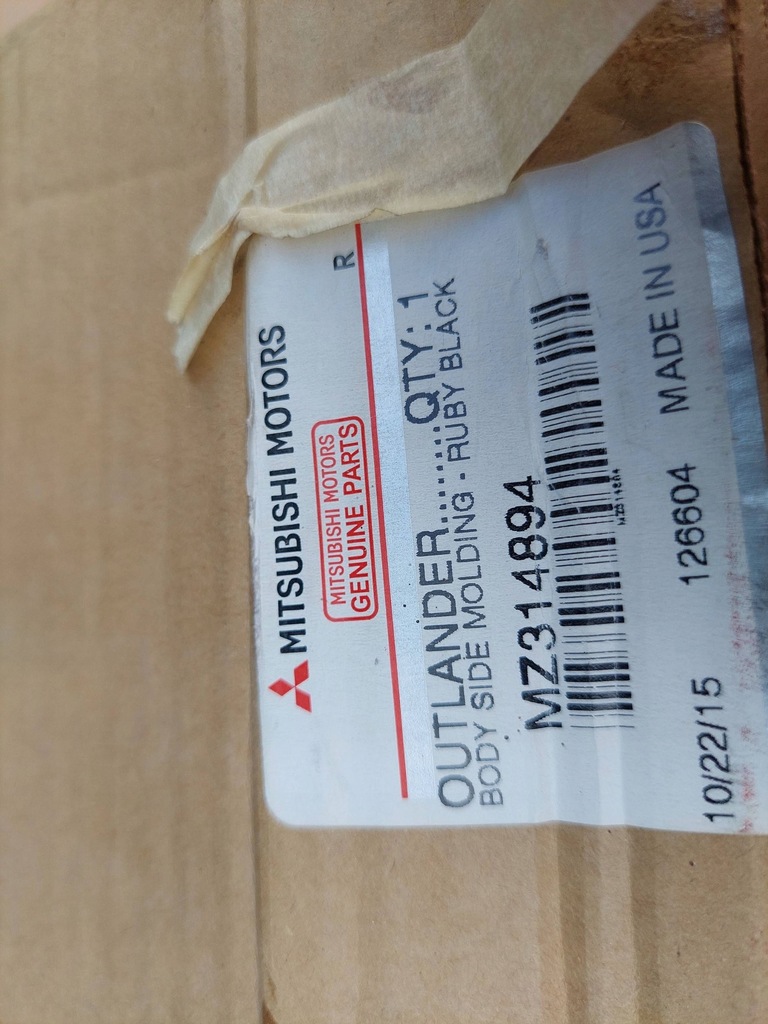 MITSUBISHI MOTORS
R
MITSUBISHI MOTORS
GENUINE PARTS
OUTLANDER.........QTY: 1
BODY SIDE MOLDING - RUBY BLACK
MZ314894
MZ314894
10/22/15 126604 MADE IN USA